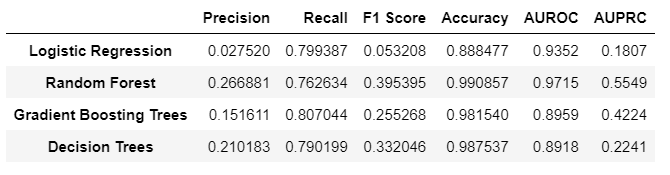 Precision Recall F1 Score Accuracy AUROC AUPRC
Logistic Regression 0.027520 0.799387 0.053208 0.888477 0.9352 0.1807
Random Forest 0.266881 0.762634 0.395395 0.990857 0.9715 0.5549
Gradient Boosting Trees 0.151611 0.807044 0.255268 0.981540 0.8959 0.4224
Decision Trees 0.210183 0.790199 0.332046 0.987537 0.8918 0.2241